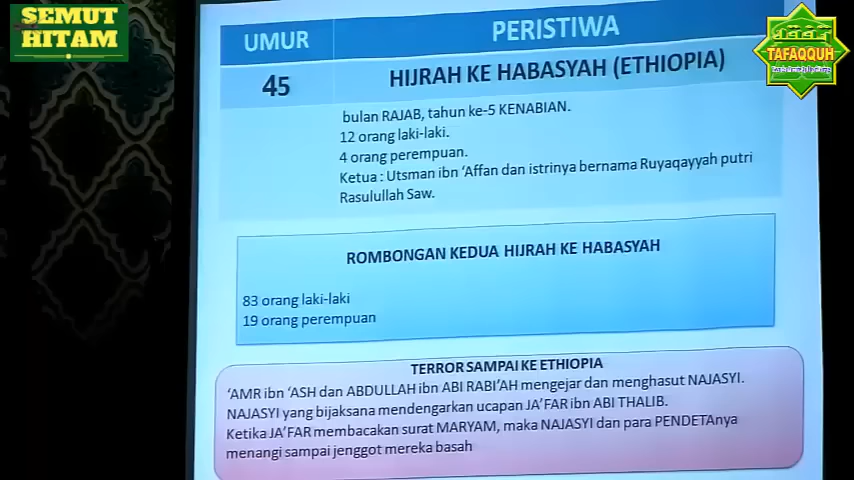 SEMUT
HITAM
TAFAQQUH
UMUR
PERISTIWA
45
HIJRAH KE HABASYAH (ETHIOPIA)
bulan RAJAB, tahun ke-5 KENABIAN.
12 orang laki-laki.
4 orang perempuan.
Ketua : Utsman ibn 'Affan dan istrinya bernama Ruyaqayyah putri
Rasulullah Saw.
ROMBONGAN KEDUA HIJRAH KE HABASYAH
83 orang laki-laki
19 orang perempuan
TERROR SAMPAI KE ETHIOPIA
'AMR ibn 'ASH dan ABDULLAH ibn ABI RABI'AH mengejar dan menghasut NAJASYI.
NAJASYI yang bijaksana mendengarkan ucapan JA'FAR ibn ABI THALIB.
Ketika JA'FAR membacakan surat MARYAM, maka NAJASYI dan para PENDETAnya
menangi sampai jenggot mereka basah